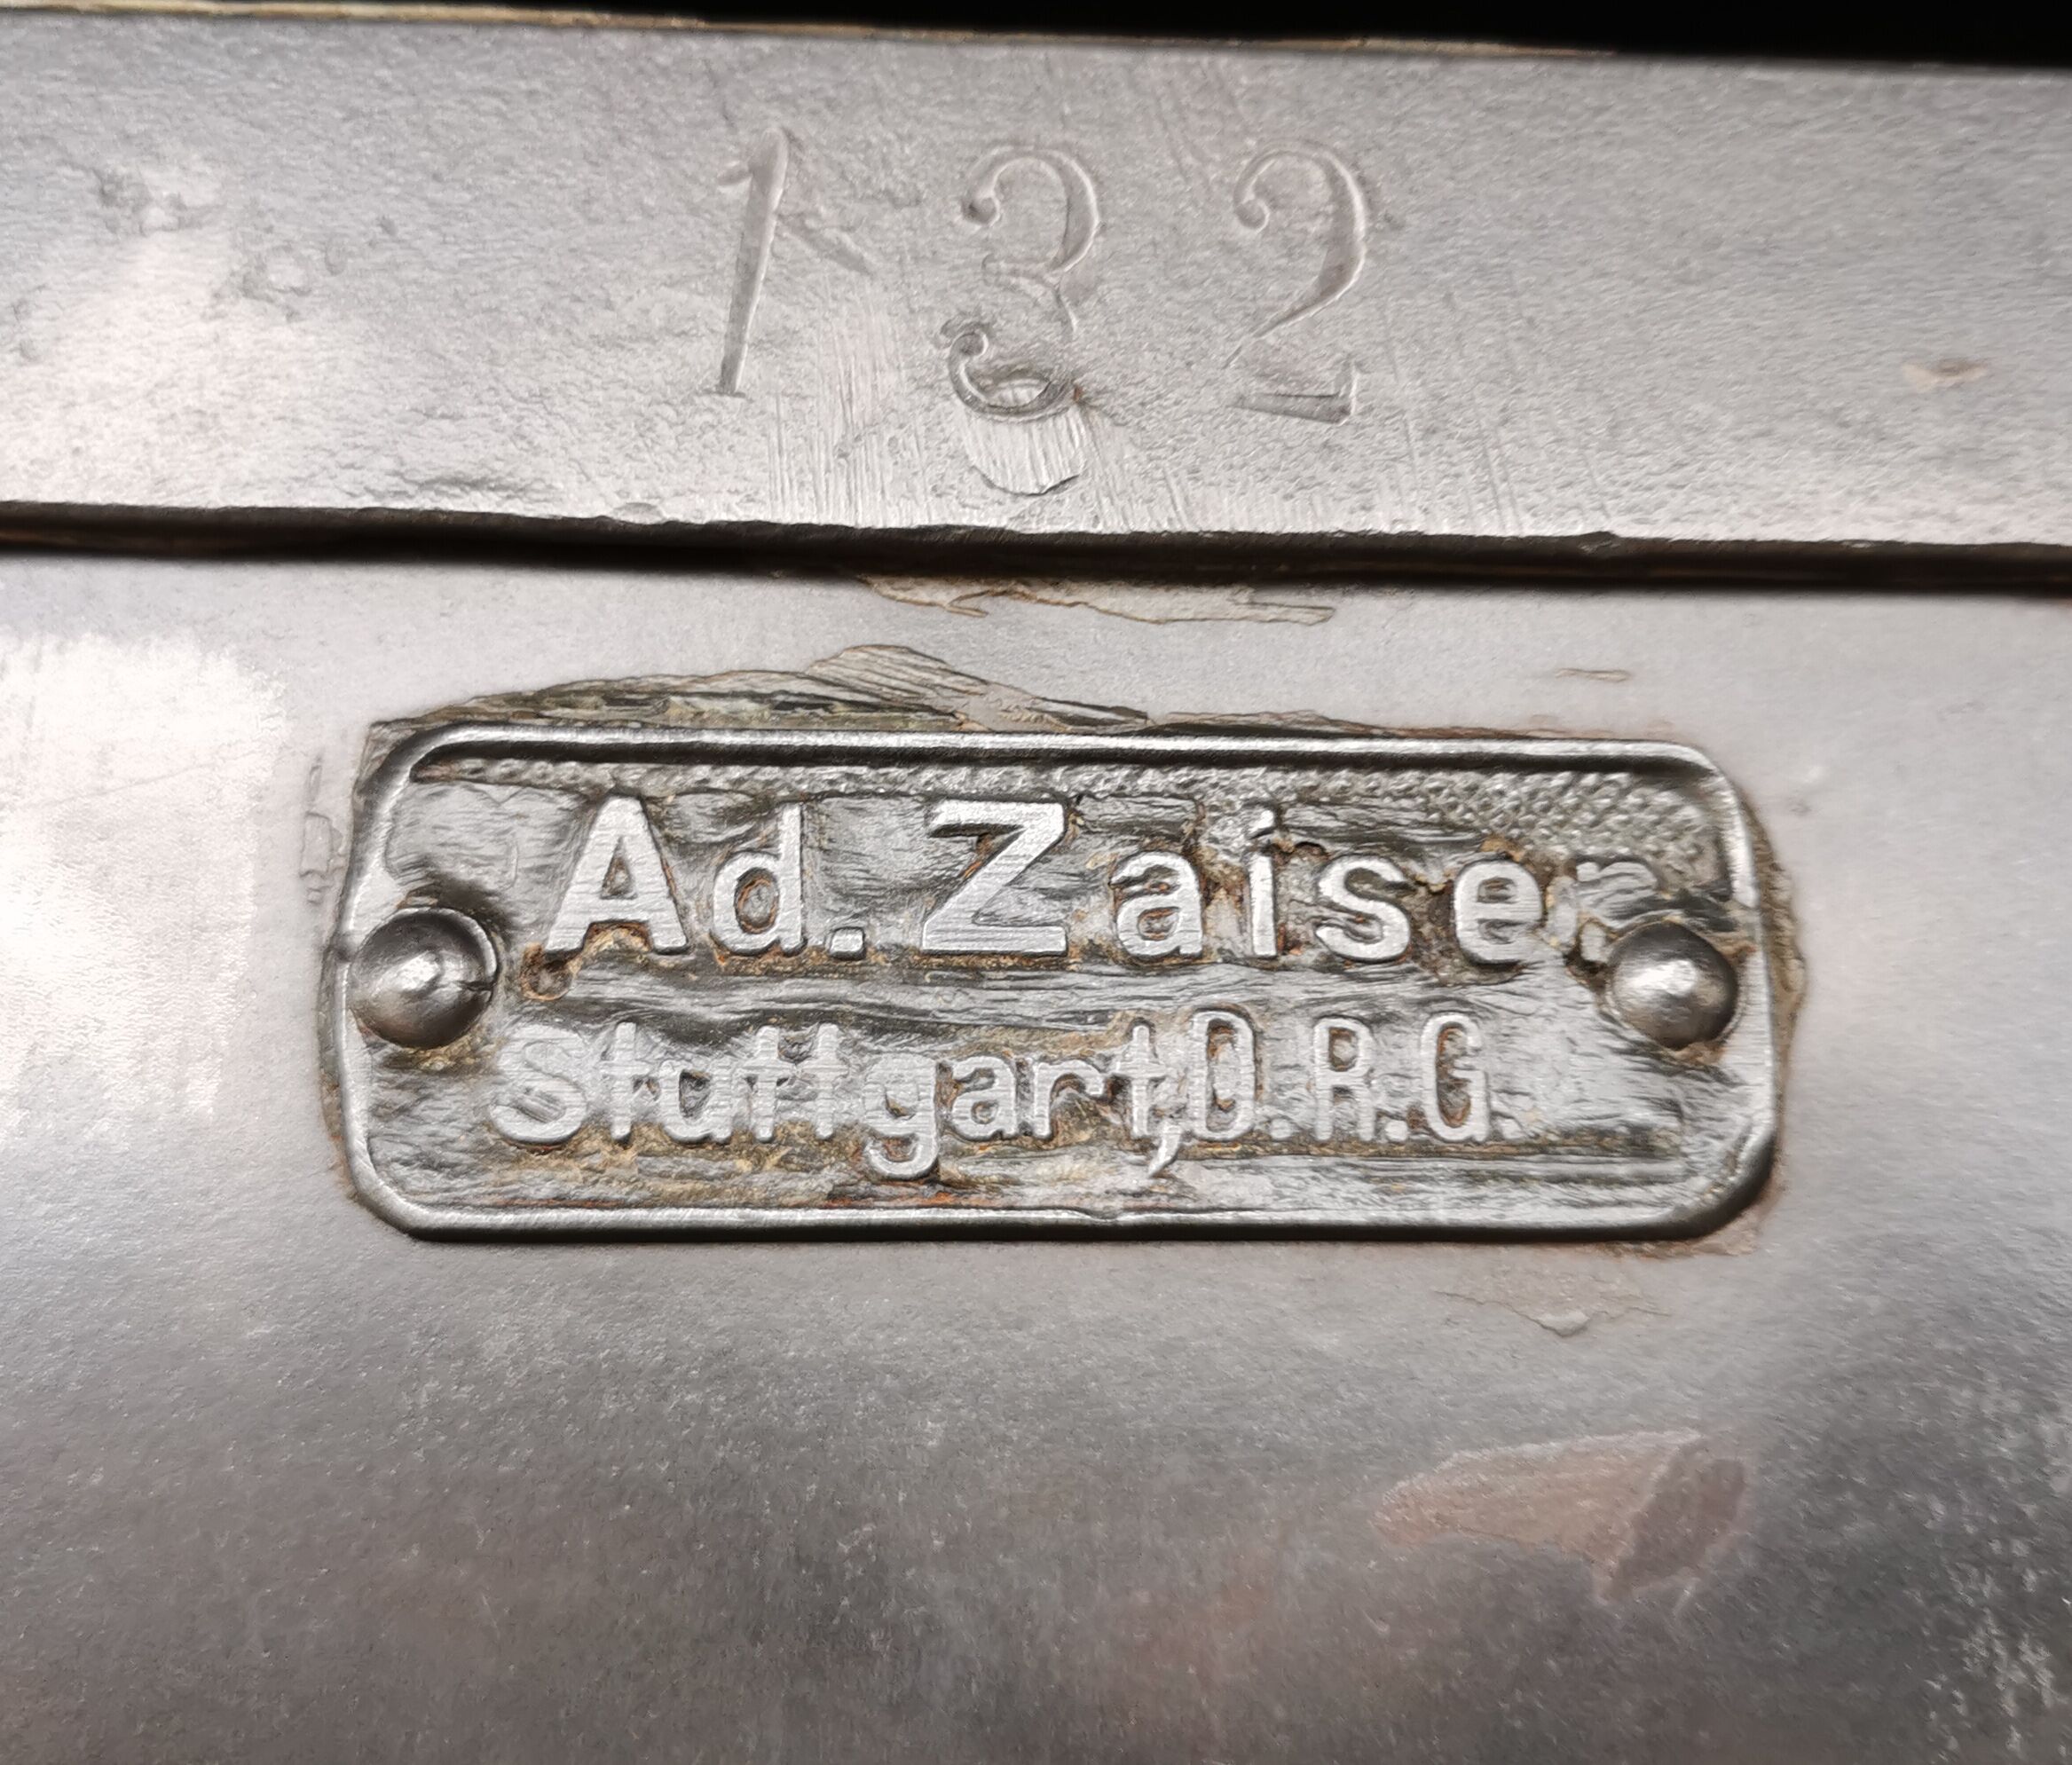 132
Ad. Zaiser
Stuttgart, D.R.G.